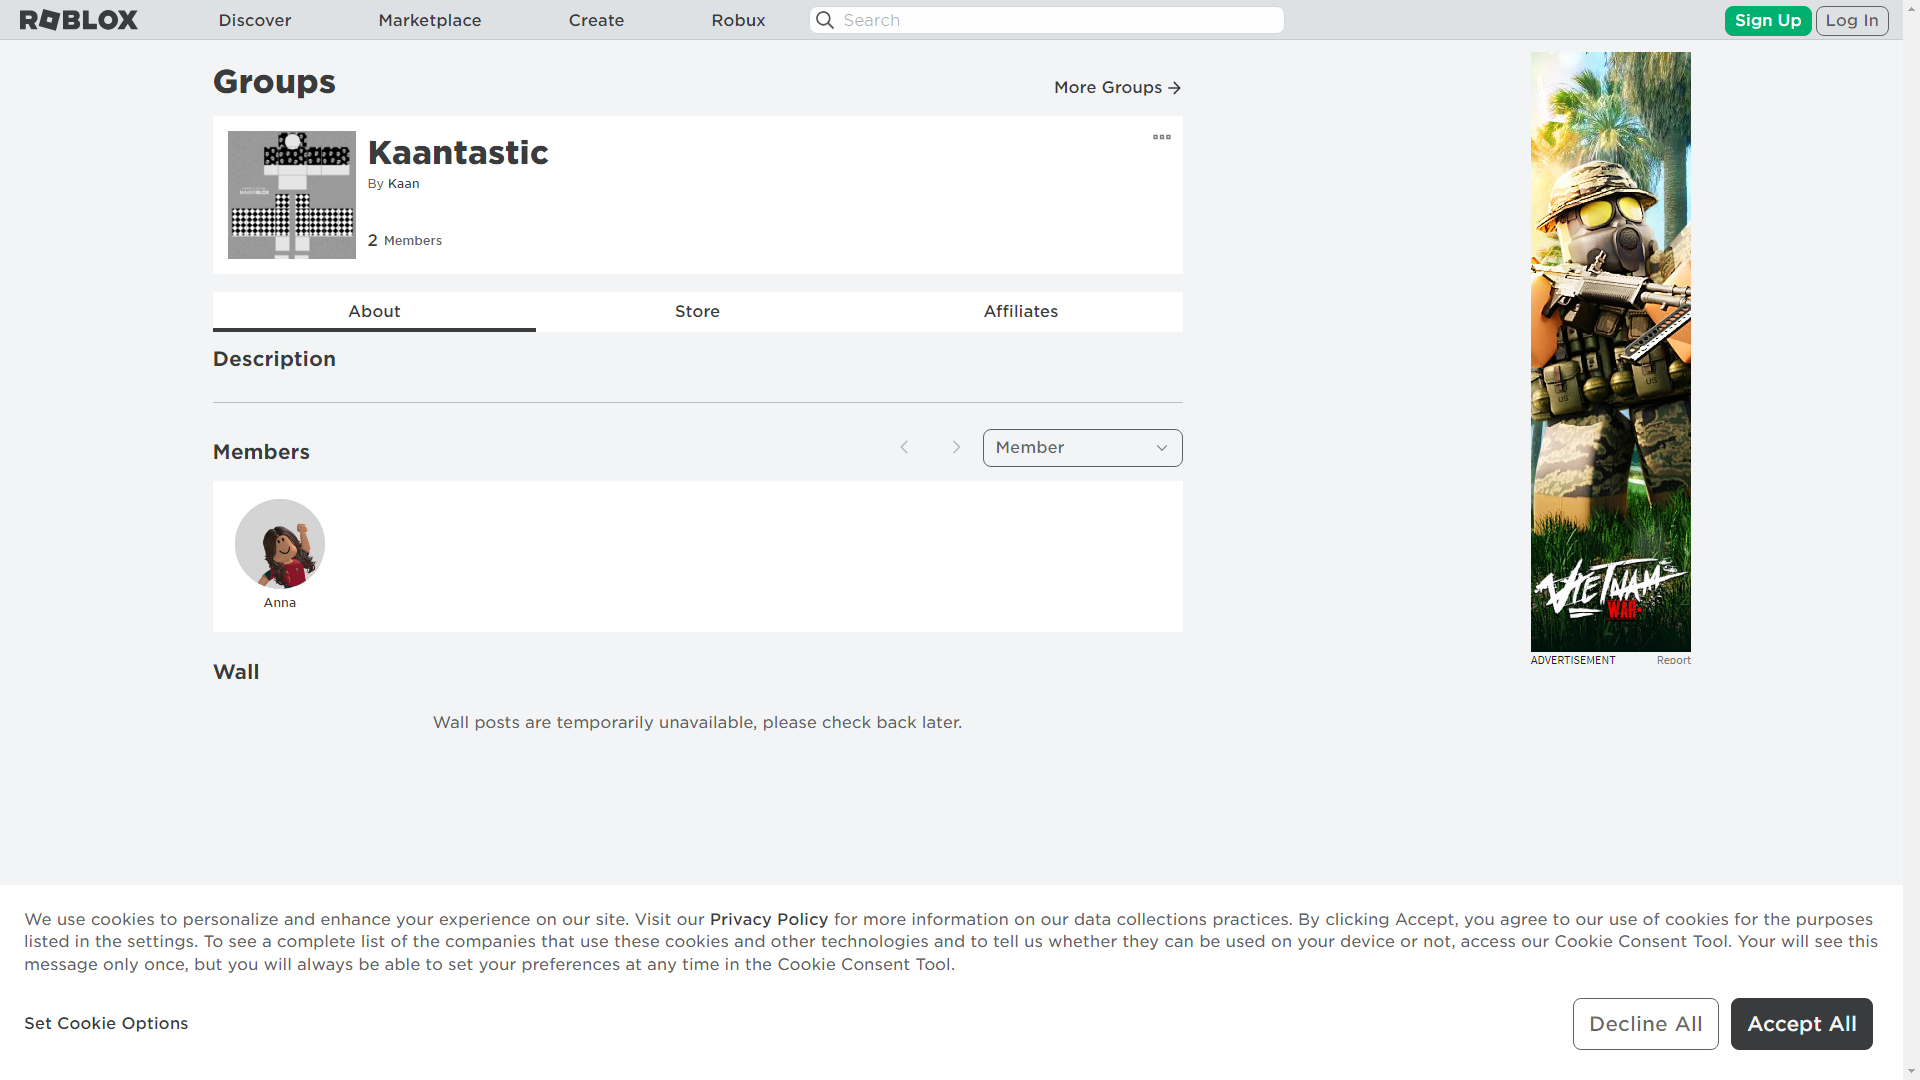 ROBLOX
Discover
Marketplace
Create
Robux
Search
Sign Up
Log In
Groups
More Groups
Kaantastic
By Kaan
2 Members
About
Store
Affiliates
Description
Members
Member
Anna
Wall
Wall posts are temporarily unavailable, please check back later.
US
US
VIETNAM
WAR
ADVERTISEMENT
Report
We use cookies to personalize and enhance your experience on our site. Visit our Privacy Policy for more information on our data collections practices. By clicking Accept, you agree to our use of cookies for the purposes
listed in the settings. To see a complete list of the companies that use these cookies and other technologies and to tell us whether they can be used on your device or not, access our Cookie Consent Tool. Your will see this
message only once, but you will always be able to set your preferences at any time in the Cookie Consent Tool.
Set Cookie Options
Decline All
Accept All